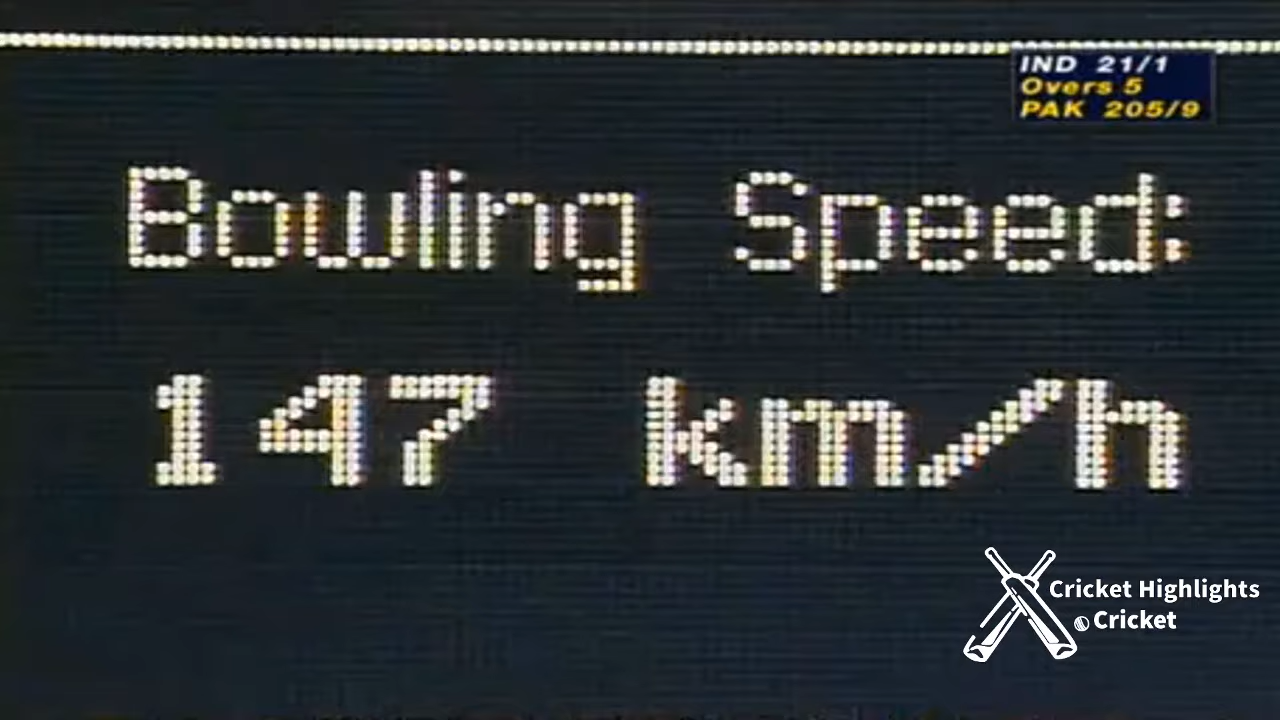 IND 21/1
Overs 5
PAK 205/9
Bowling Speed:
147 km/h
Cricket Highlights
Cricket